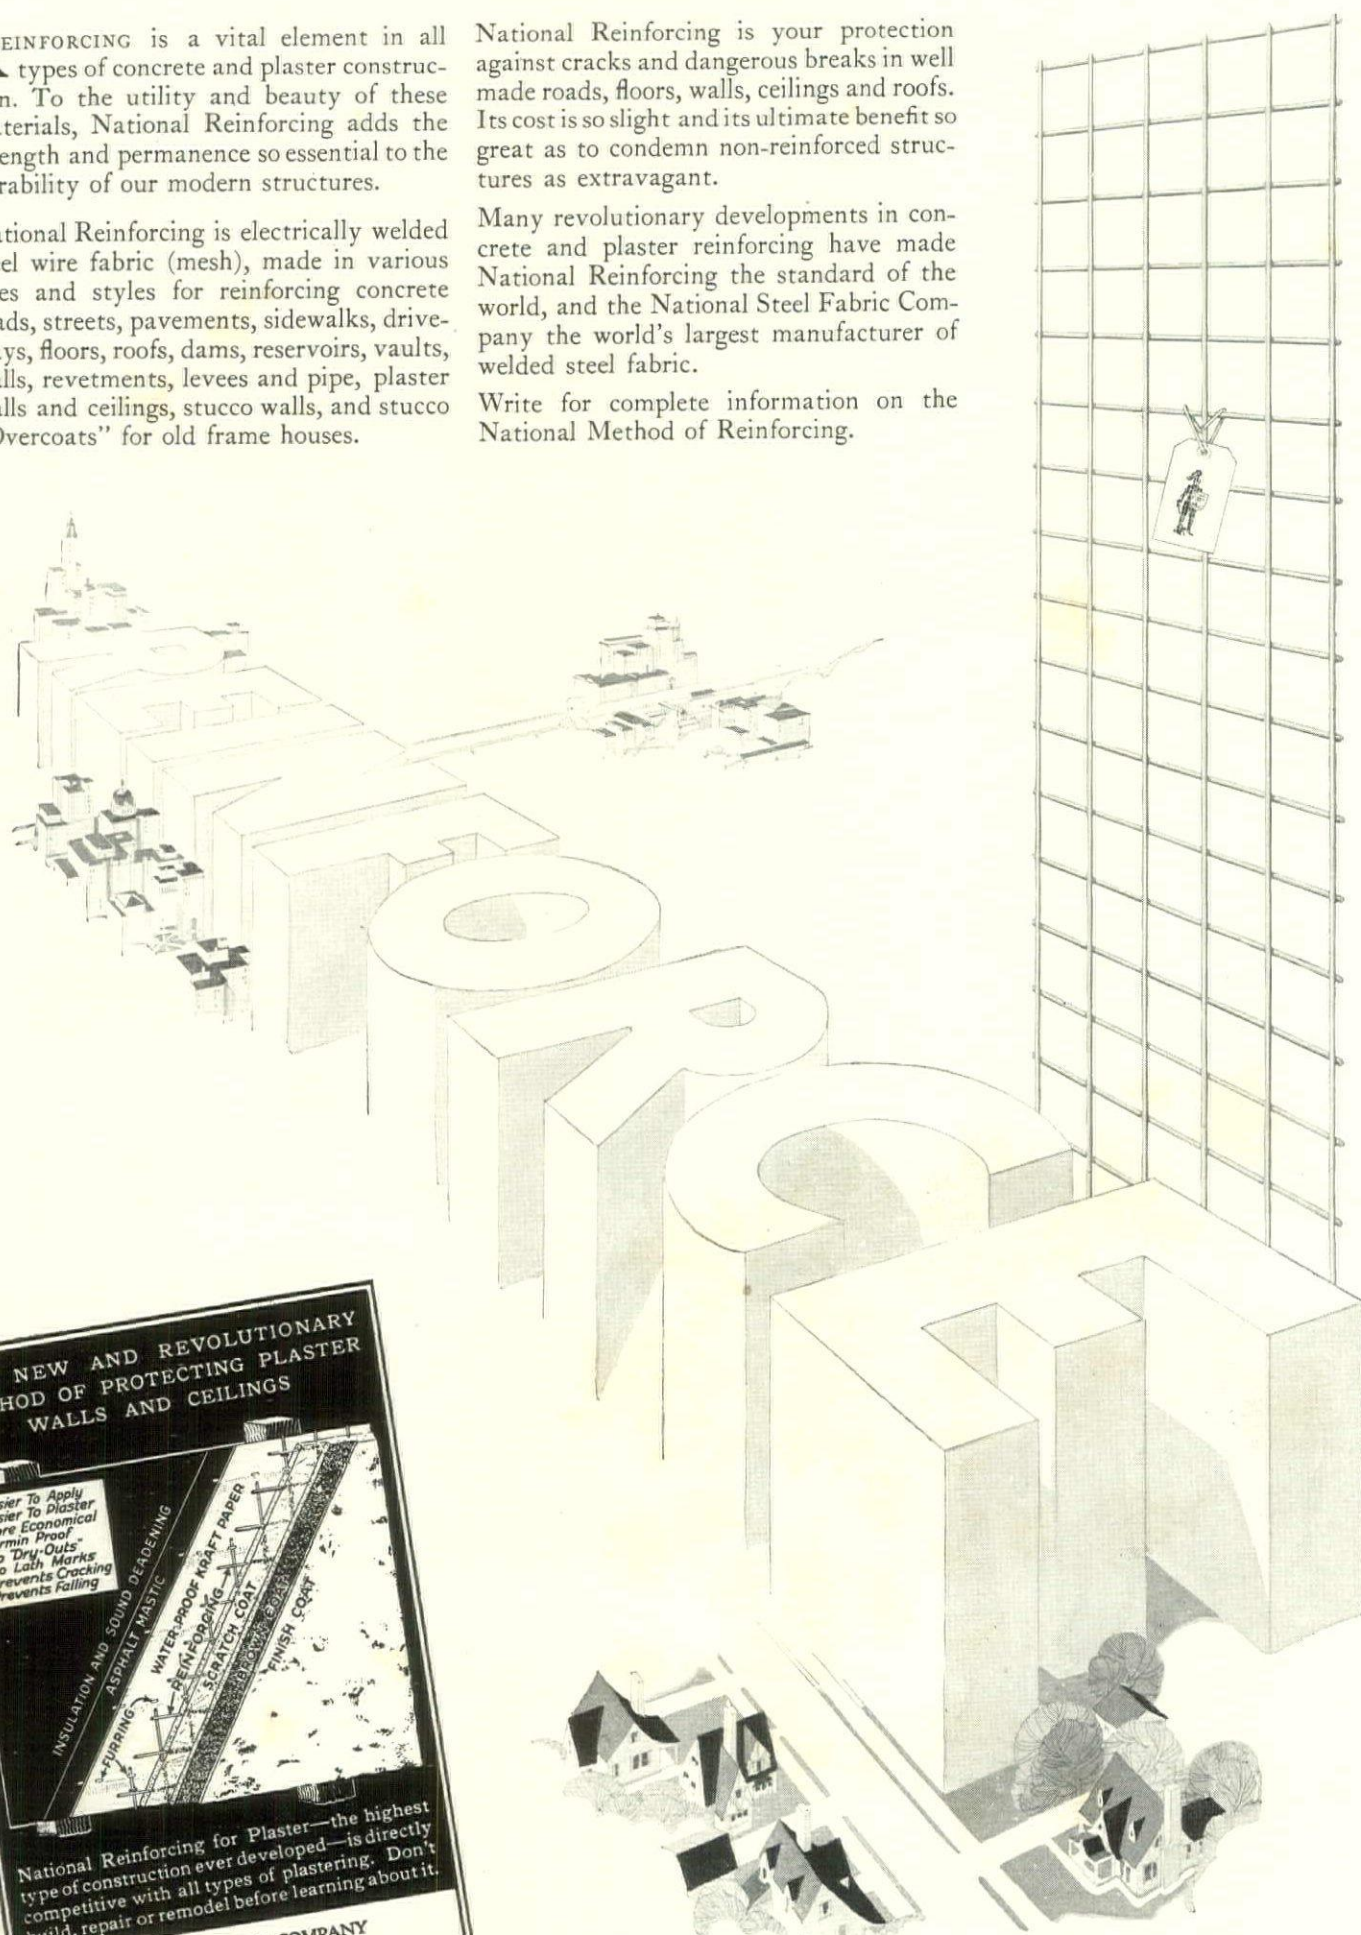 EINFORCING is a vital element in all
types of concrete and plaster construc-
n. To the utility and beauty of these
terials, National Reinforcing adds the
ength and permanence so essential to the
rability of our modern structures.
tional Reinforcing is electrically welded
el wire fabric (mesh), made in various
es and styles for reinforcing concrete
ads, streets, pavements, sidewalks, drive-
ys, floors, roofs, dams, reservoirs, vaults,
lls, revetments, levees and pipe, plaster
alls and ceilings, stucco walls, and stucco
Overcoats” for old frame houses.
National Reinforcing is your protection
against cracks and dangerous breaks in well
made roads, floors, walls, ceilings and roofs.
Its cost is so slight and its ultimate benefit so
great as to condemn non-reinforced struc-
tures as extravagant.
Many revolutionary developments in con-
crete and plaster reinforcing have made
National Reinforcing the standard of the
world, and the National Steel Fabric Com-
pany the world's largest manufacturer of
welded steel fabric.
Write for complete information on the
National Method of Reinforcing.
REINFORCE
NEW AND REVOLUTIONARY
HOD OF PROTECTING PLASTER
WALLS AND CEILINGS
sier To Apply
sier To Plaster
ore Economical
rmin Proof
o "Dry-Outs"
o Lath Marks
revents Cracking
revents Falling
INSULATION AND SOUND DEADENING
ASPHALT MASTIC
FURRING
WATERPROOF KRAFT PAPER
REINFORCING
SCRATCH COAT
BROWN COAT
FINISH COAT
National Reinforcing for Plaster—the highest
type of construction ever developed—is directly
competitive with all types of plastering. Don't
build, repair or remodel before learning about it.
COMPANY